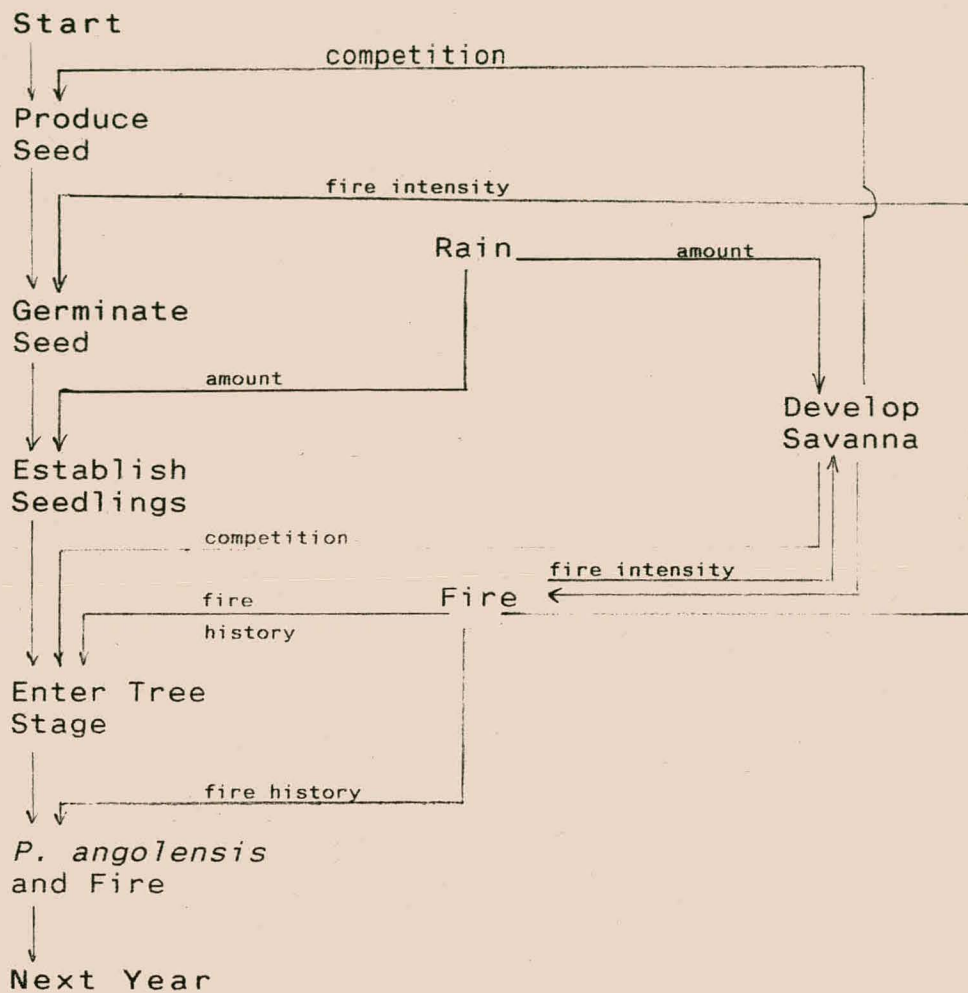 Start
competition
Produce
Seed
fire intensity
Rain
amount
Germinate
Seed
amount
Develop
Savanna
Establish
Seedlings
competition
fire intensity
fire
Fire
history
Enter Tree
Stage
fire history
P. angolensis
and Fire
Next Year